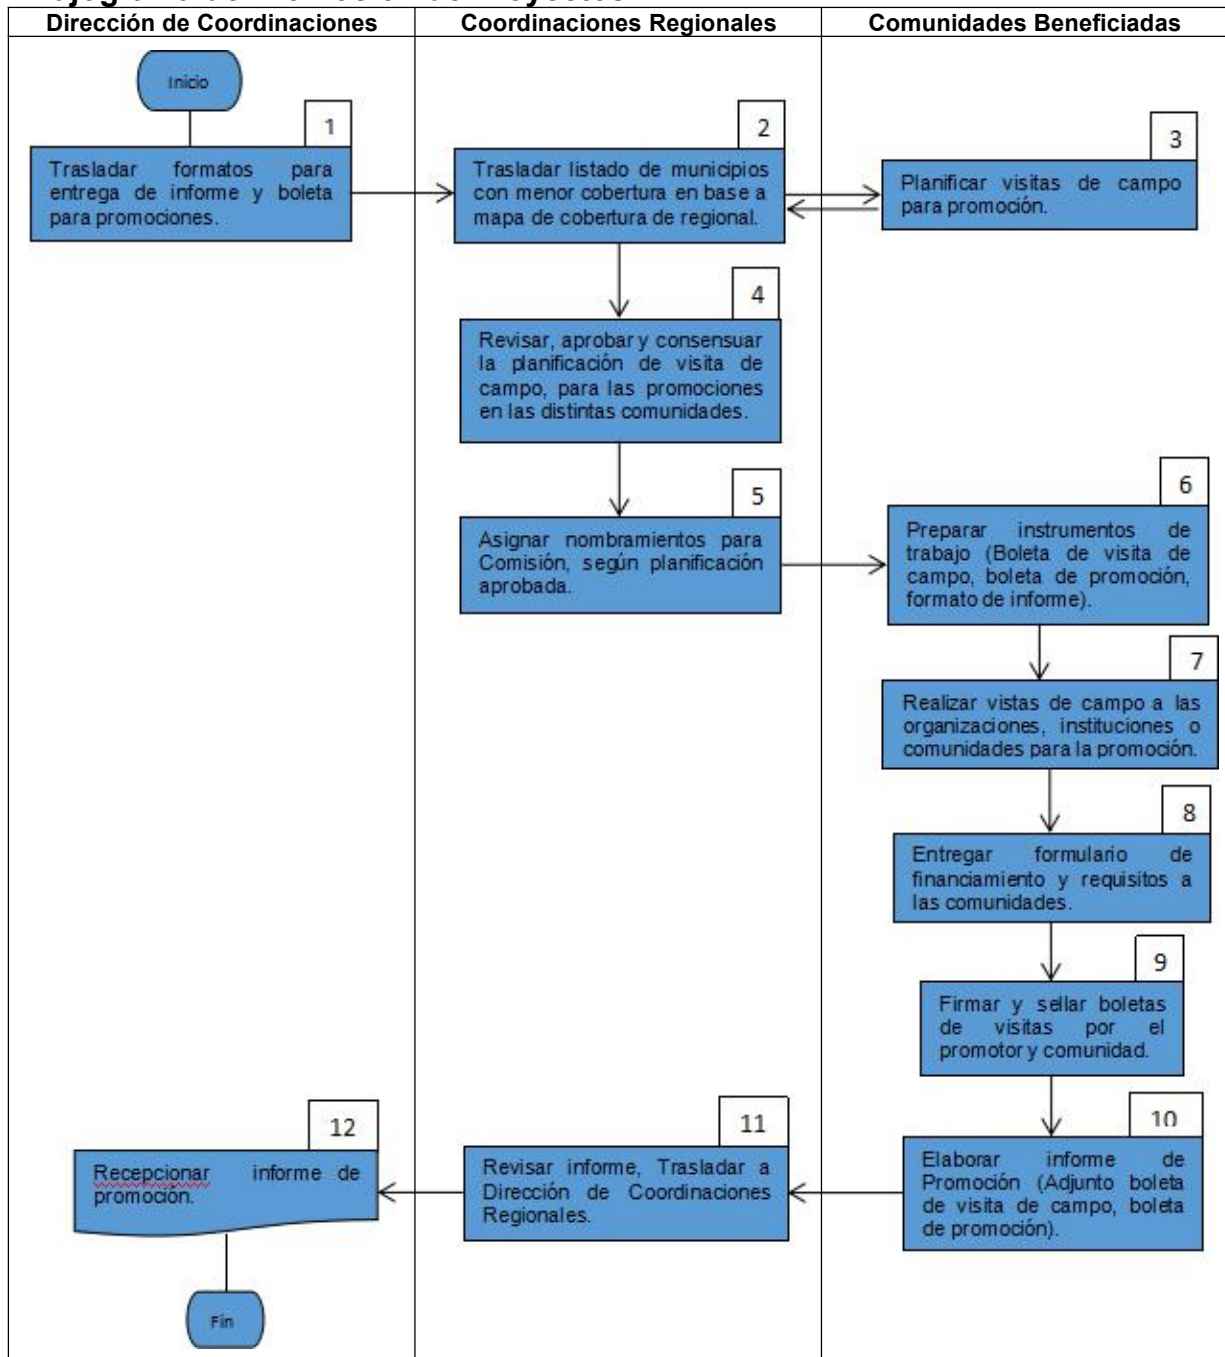 Dirección de Coordinaciones
Coordinaciones Regionales
Comunidades Beneficiadas
Inicio
1
Trasladar formatos para
entrega de informe y boleta
para promociones.
2
Trasladar listado de municipios
con menor cobertura en base a
mapa de cobertura de regional.
3
Planificar visitas de campo
para promoción.
4
Revisar, aprobar y consensuar
la planificación de visita de
campo, para las promociones
en las distintas comunidades.
5
Asignar nombramientos para
Comisión, según planificación
aprobada.
6
Preparar instrumentos de
trabajo (Boleta de visita de
campo, boleta de promoción,
formato de informe).
7
Realizar vistas de campo a las
organizaciones, instituciones o
comunidades para la promoción.
8
Entregar formulario de
financiamiento y requisitos a
las comunidades.
9
Firmar y sellar boletas
de visitas por el
promotor y comunidad.
10
Elaborar informe de
Promoción (Adjunto boleta
de visita de campo, boleta
de promoción).
11
Revisar informe, Trasladar a
Dirección de Coordinaciones
Regionales.
12
Recepcionar informe de
promoción.
Fin